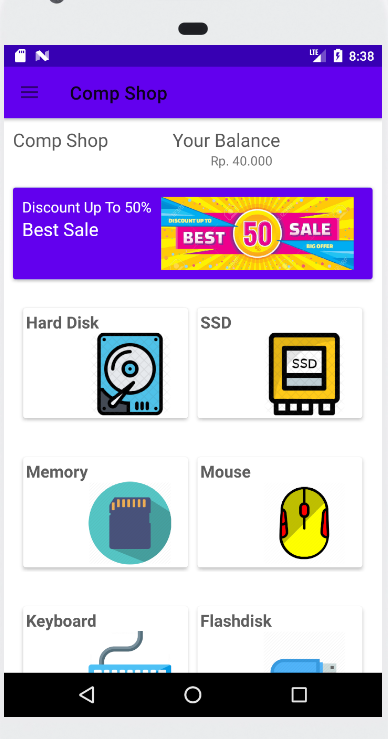 LTE 8:38
Comp Shop
Comp Shop
Your Balance
Rp. 40.000
Discount Up To 50%
Best Sale
DISCOUNT UP TO
BEST 50 SALE
BIG OFFER
Hard Disk
SSD
SSD
Memory
Mouse
Keyboard
Flashdisk